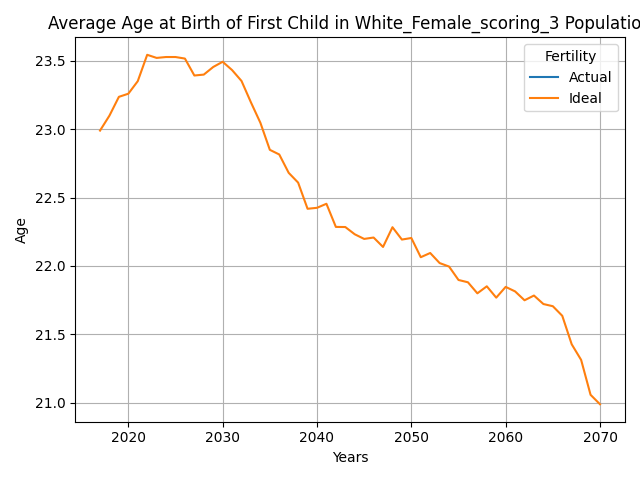 Average Age at Birth of First Child in White_Female_scoring_3 Populatio
Fertility
Actual
Ideal
23.5
23.0
22.5
22.0
21.5
21.0
Age
2020 2030 2040 2050 2060 2070
Years